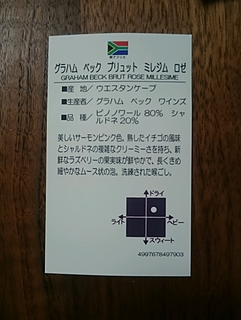 南アフリカ
グラハム ベック ブリュット ミレジム ロゼ
GRAHAM BECK BRUT ROSE MILLESIME
■産 地／ウエスタンケープ
■生産者／グラハム ベック ワインズ
■品 種／ピノノワール 80% シャ
ルドネ 20%
美しいサーモンピンク色。熟したイチゴの風味
とシャルドネの複雑なクリーミーさを持ち、新
鮮なラズベリーの果実味が鮮やかで、長くきめ
細やかなムース状の泡。洗練された喉ごし。
ドライ
ライト ヘビー
スウィート
4997678497903